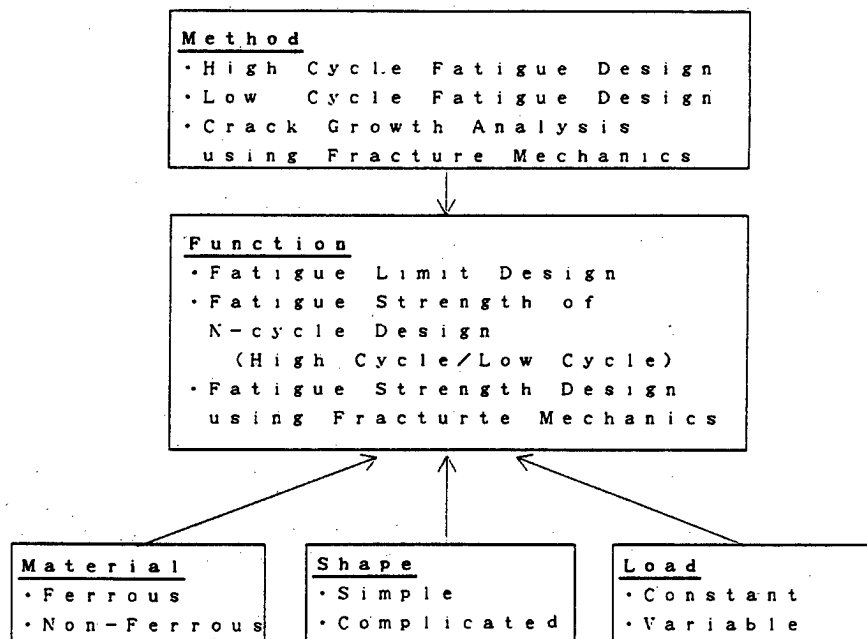 Method
・High Cycle Fatigue Design
・Low Cycle Fatigue Design
・Crack Growth Analysis
using Fracture Mechanics
Function
・Fatigue Limit Design
・Fatigue Strength of
N-cycle Design
(High Cycle/Low Cycle)
・Fatigue Strength Design
using Fracturte Mechanics
Material
・Ferrous
・Non-Ferrous
Shape
・Simple
・Complicated
Load
・Constant
・Variable